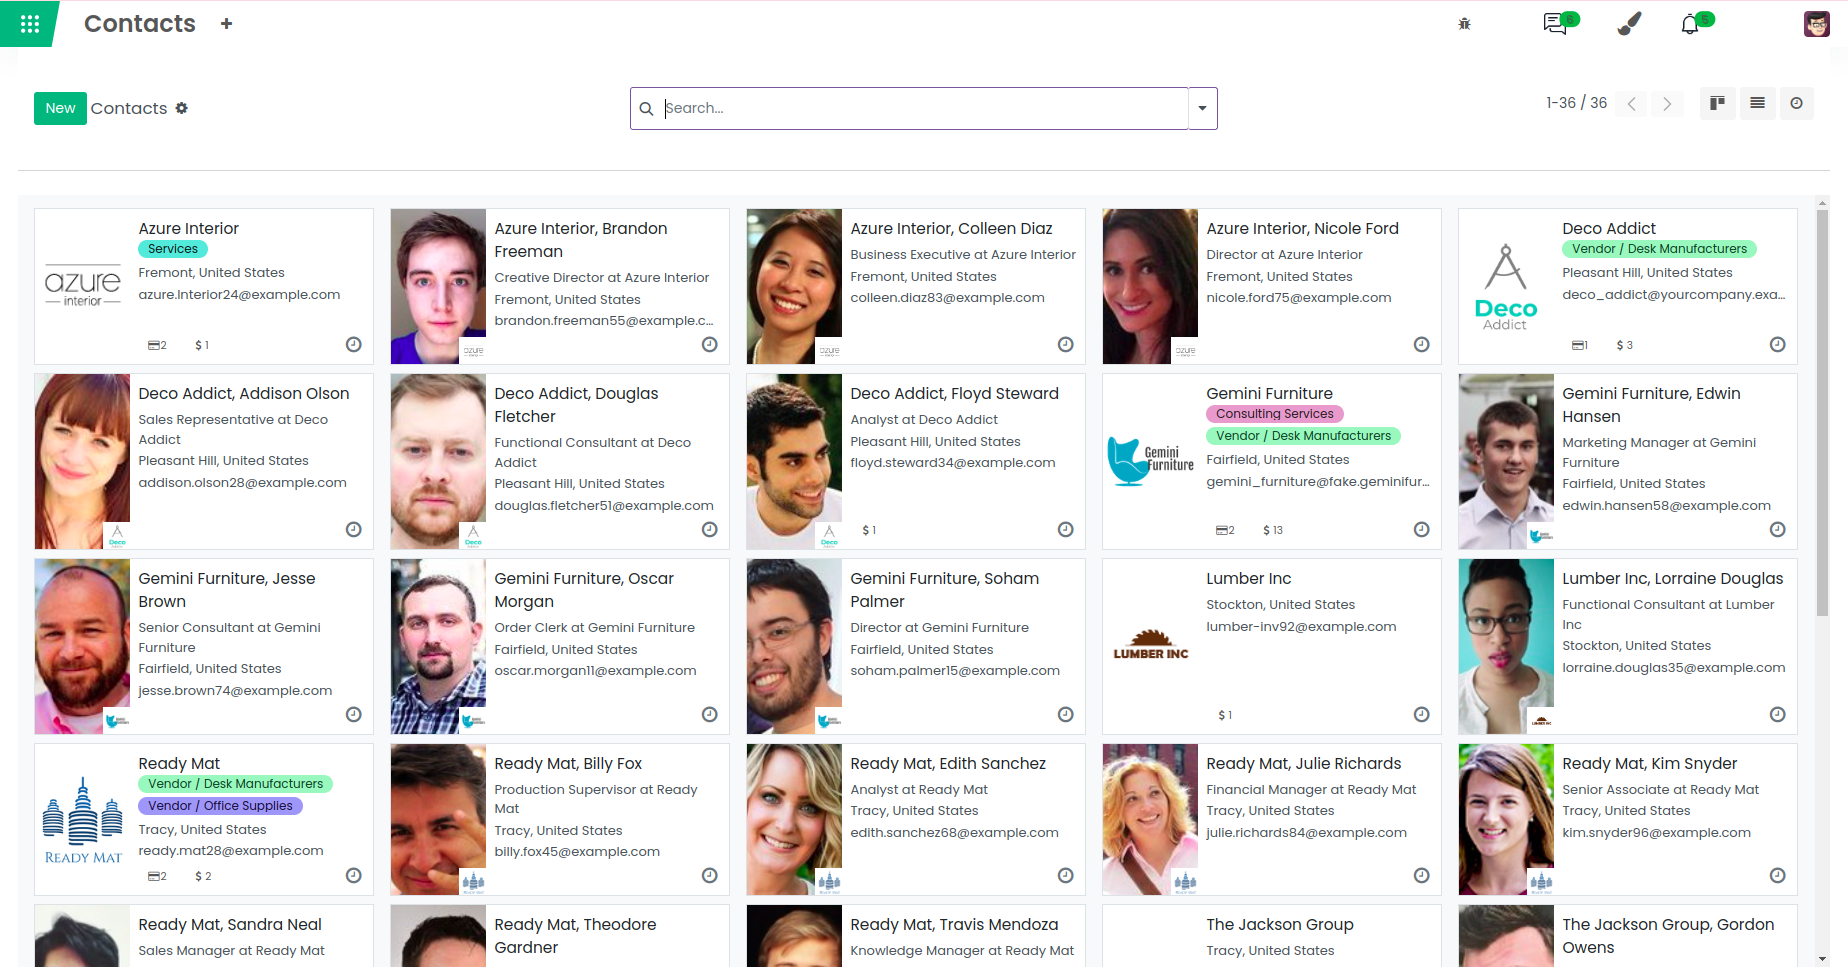 Contacts +
6
5
New Contacts
Search...
1-36 / 36
Azure Interior
Services
Fremont, United States
azure.Interior24@example.com
2 $ 1
azure
interior
Azure Interior, Brandon
Freeman
Creative Director at Azure Interior
Fremont, United States
brandon.freeman55@example.c...
azure
Azure Interior, Colleen Diaz
Business Executive at Azure Interior
Fremont, United States
colleen.diaz83@example.com
azure
Azure Interior, Nicole Ford
Director at Azure Interior
Fremont, United States
nicole.ford75@example.com
azure
Deco Addict
Vendor / Desk Manufacturers
Pleasant Hill, United States
deco_addict@yourcompany.exa...
1 $ 3
Deco
Addict
Deco Addict, Addison Olson
Sales Representative at Deco
Addict
Pleasant Hill, United States
addison.olson28@example.com
Deco
Deco Addict, Douglas
Fletcher
Functional Consultant at Deco
Addict
Pleasant Hill, United States
douglas.fletcher51@example.com
Deco
Deco Addict, Floyd Steward
Analyst at Deco Addict
Pleasant Hill, United States
floyd.steward34@example.com
$ 1
Deco
Gemini Furniture
Consulting Services
Vendor / Desk Manufacturers
Fairfield, United States
gemini_furniture@fake.geminifur...
2 $ 13
Gemini
Furniture
Gemini Furniture, Edwin
Hansen
Marketing Manager at Gemini
Furniture
Fairfield, United States
edwin.hansen58@example.com
Gemini Furniture, Jesse
Brown
Senior Consultant at Gemini
Furniture
Fairfield, United States
jesse.brown74@example.com
Gemini Furniture, Oscar
Morgan
Order Clerk at Gemini Furniture
Fairfield, United States
oscar.morgan11@example.com
Gemini Furniture, Soham
Palmer
Director at Gemini Furniture
Fairfield, United States
soham.palmer15@example.com
Lumber Inc
Stockton, United States
lumber-inv92@example.com
$ 1
LUMBER INC
Lumber Inc, Lorraine Douglas
Functional Consultant at Lumber
Inc
Stockton, United States
lorraine.douglas35@example.com
LUMBER INC
Ready Mat
Vendor / Desk Manufacturers
Vendor / Office Supplies
Tracy, United States
ready.mat28@example.com
2 $ 2
READY MAT
Ready Mat, Billy Fox
Production Supervisor at Ready
Mat
Tracy, United States
billy.fox45@example.com
Ready Mat, Edith Sanchez
Analyst at Ready Mat
Tracy, United States
edith.sanchez68@example.com
Ready Mat, Julie Richards
Financial Manager at Ready Mat
Tracy, United States
julie.richards84@example.com
Ready Mat, Kim Snyder
Senior Associate at Ready Mat
Tracy, United States
kim.snyder96@example.com
Ready Mat, Sandra Neal
Sales Manager at Ready Mat
Ready Mat, Theodore
Gardner
Ready Mat, Travis Mendoza
Knowledge Manager at Ready Mat
The Jackson Group
Tracy, United States
The Jackson Group, Gordon
Owens